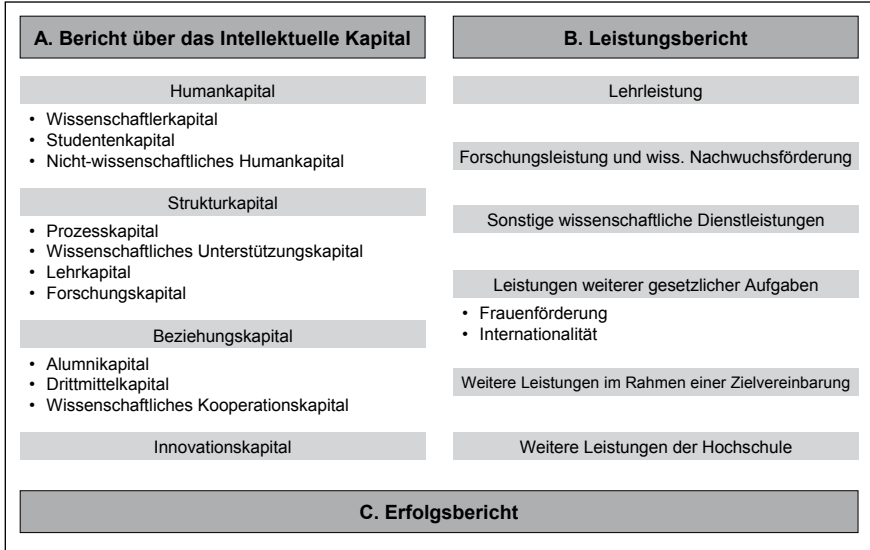 A. Bericht über das Intellektuelle Kapital
Humankapital
• Wissenschaftlerkapital
• Studentenkapital
• Nicht-wissenschaftliches Humankapital
Strukturkapital
• Prozesskapital
• Wissenschaftliches Unterstützungskapital
• Lehrkapital
• Forschungskapital
Beziehungskapital
• Alumnikapital
• Drittmittelkapital
• Wissenschaftliches Kooperationskapital
Innovationskapital
B. Leistungsbericht
Lehrleistung
Forschungsleistung und wiss. Nachwuchsförderung
Sonstige wissenschaftliche Dienstleistungen
Leistungen weiterer gesetzlicher Aufgaben
• Frauenförderung
• Internationalität
Weitere Leistungen im Rahmen einer Zielvereinbarung
Weitere Leistungen der Hochschule
C. Erfolgsbericht